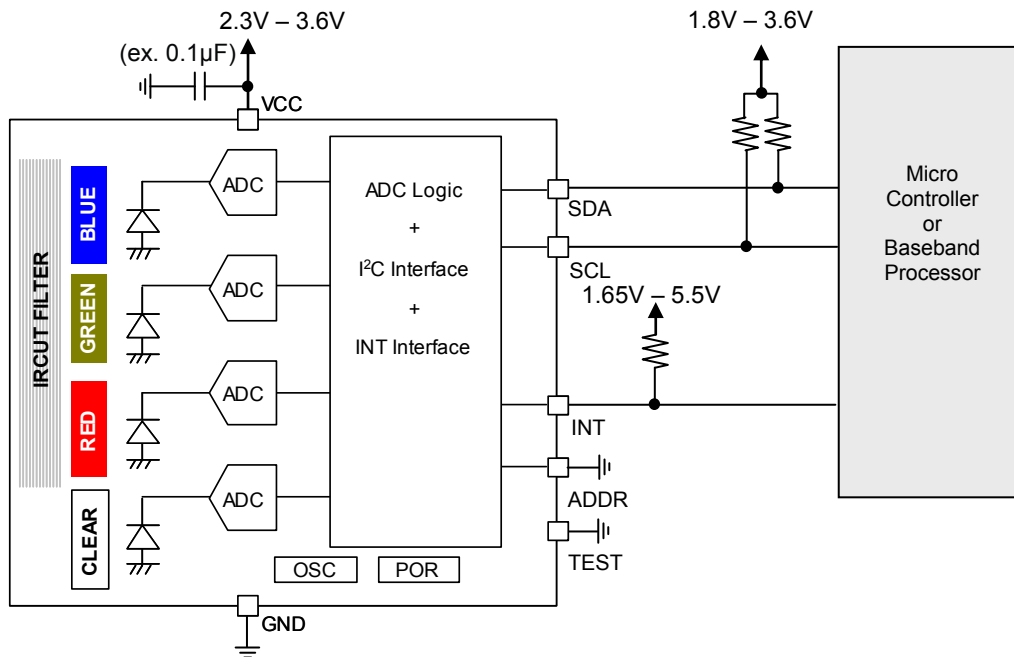 2.3V – 3.6V
(ex. 0.1µF)
VCC
1.8V – 3.6V
IRCUT FILTER
BLUE
GREEN
RED
CLEAR
ADC
ADC
ADC
ADC
ADC Logic
+
I²C Interface
+
INT Interface
OSC
POR
GND
SDA
SCL
1.65V – 5.5V
INT
ADDR
TEST
Micro
Controller
or
Baseband
Processor